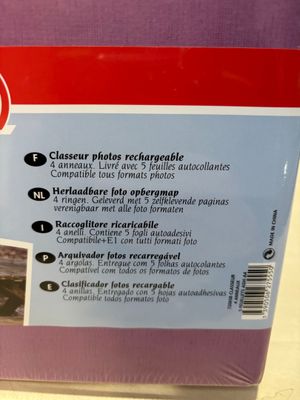 F Classeur photos rechargeable
4 anneaux. Livré avec 5 feuilles autocollantes
Compatible tous formats photos
NL Herlaadbare foto opbergmap
4 ringen. Geleverd met 5 zelfklevende paginas
verenigbaar met alle foto formaten
I Raccoglitore ricaricabile
4 anelli. Contiene 5 fogli autoadesivi
Compatibile+E1 con tutti formati foto
P Arquivador fotos recarregável
4 argolas. Entregue com 5 folhas autocolantes
Compatível com todos os formatos de fotos
E Clasificador fotos recargable
4 anillas. Entregado con 5 hojas autoadhesivas
Compatible todos formatos
MADE IN CHINA
CLASSEUR
4 ANNEAUX